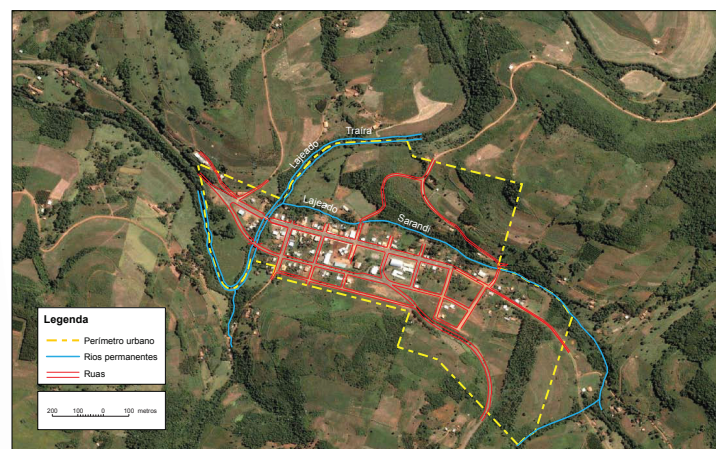 Traíra
Lajeado
Lajeado
Sarandi
Legenda
Perímetro urbano
Rios permanentes
Ruas
200 100 0 100 metros